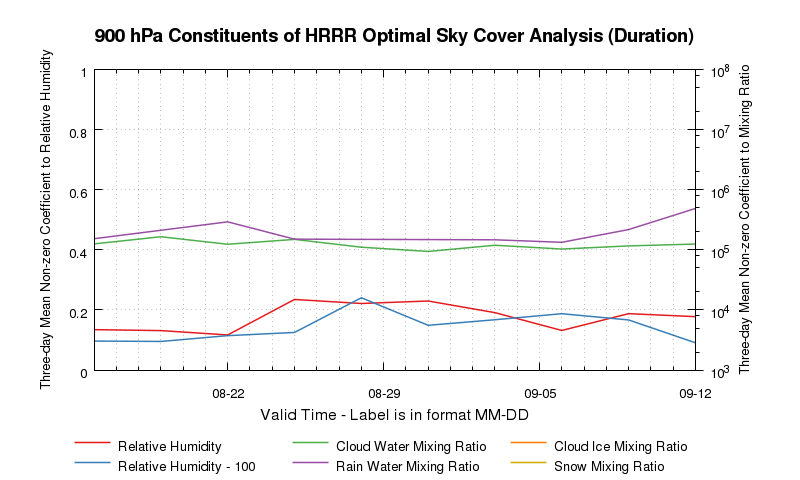 900 hPa Constituents of HRRR Optimal Sky Cover Analysis (Duration)
Three-day Mean Non-zero Coefficient to Relative Humidity
1
0.8
0.6
0.4
0.2
0
10^8
10^7
10^6
10^5
10^4
10^3
Three-day Mean Non-zero Coefficient to Mixing Ratio
08-22 08-29 09-05 09-12
Valid Time - Label is in format MM-DD
Relative Humidity Cloud Water Mixing Ratio Cloud Ice Mixing Ratio
Relative Humidity - 100 Rain Water Mixing Ratio Snow Mixing Ratio